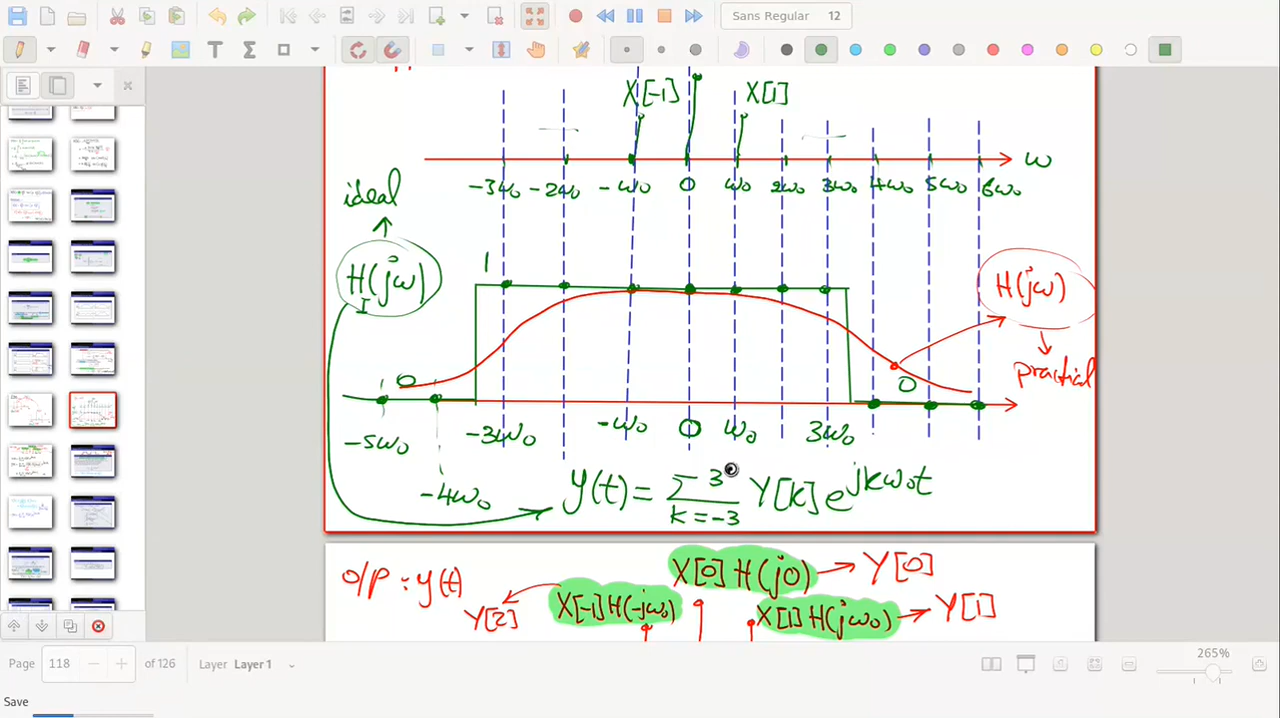 Sans Regular 12
X[-1] X[1]
-3ω₀ -2ω₀ -ω₀ 0 ω₀ 2ω₀ 3ω₀ 4ω₀ 5ω₀ 6ω₀ ω
ideal
1
H(jω)
H(jω)
practical
0 0
-3ω₀ -ω₀ 0 ω₀ 3ω₀
-5ω₀
-4ω₀
y(t) = Σ 3 k=-3 Y[k] e^jkω₀t
O/P : y(t)
X[0] H(j0) → Y[0]
Y[2] X[-1] H(-jω₀) X[1] H(jω₀) → Y[1]
Page 118 of 126 Layer Layer 1 265%
Save